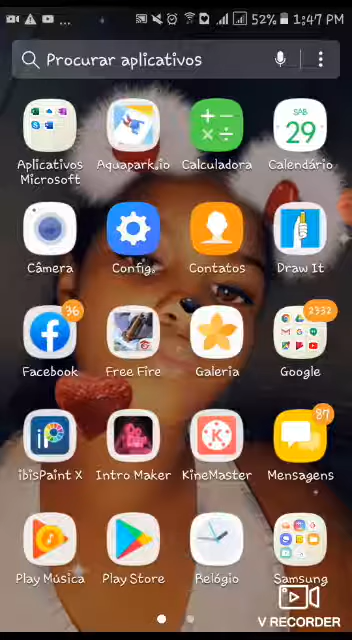 ... 52% 1:47 PM
Procurar aplicativos
SÁB.
29
Aplicativos Microsoft
Aquapark.io
Calculadora
Calendário
Câmera
Config.
Contatos
Draw It
36
2332
Facebook
Free Fire
Galeria
Google
87
ibisPaint X
Intro Maker
KineMaster
Mensagens
Play Música
Play Store
Relógio
Samsung
V RECORDER